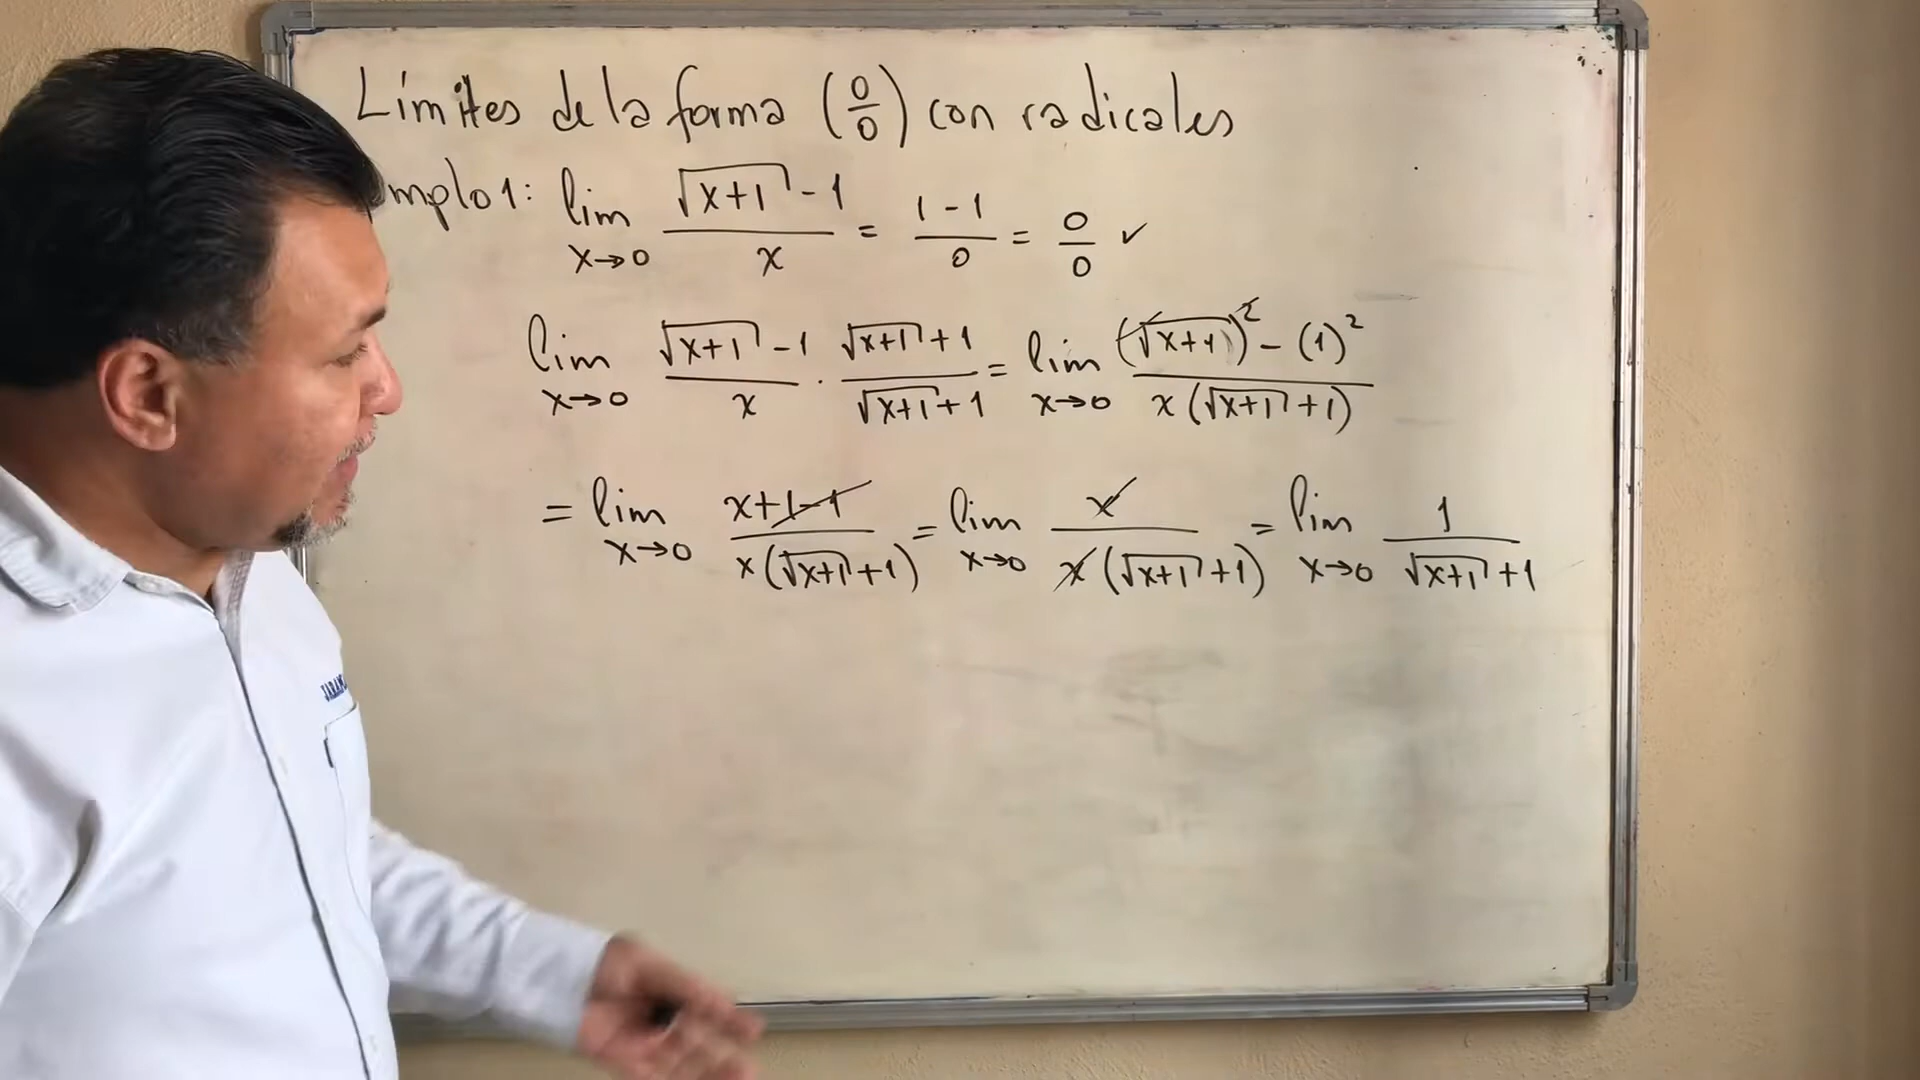 Límites de la forma (0/0) con radicales
mplo 1: lim x→0 (√(x+1) - 1)/x = (1 - 1)/0 = 0/0 ✓
lim x→0 (√(x+1) - 1)/x · (√(x+1) + 1)/(√(x+1) + 1) = lim x→0 ((√(x+1))² - (1)²)/(x(√(x+1) + 1))
= lim x→0 (x+1-1)/(x(√(x+1) + 1)) = lim x→0 x/(x(√(x+1) + 1)) = lim x→0 1/(√(x+1) + 1)